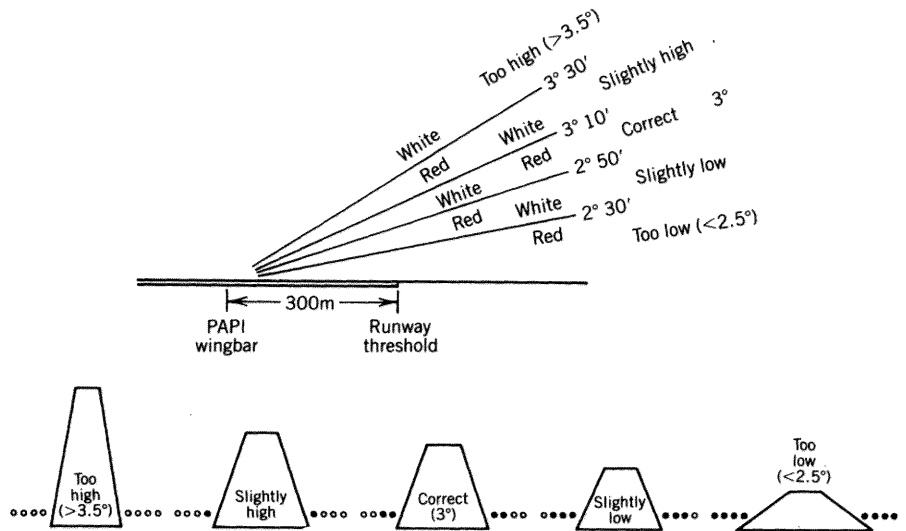 Too high (>3.5°)
3° 30′
Slightly high
White
White
3° 10′
Correct 3°
Red
Red
2° 50′
Slightly low
White
White
2° 30′
Red
Red
Too low (<2.5°)
300m
PAPI
wingbar
Runway
threshold
Too
high
(>3.5°)
Slightly
high
Correct
(3°)
Slightly
low
Too
low
(<2.5°)